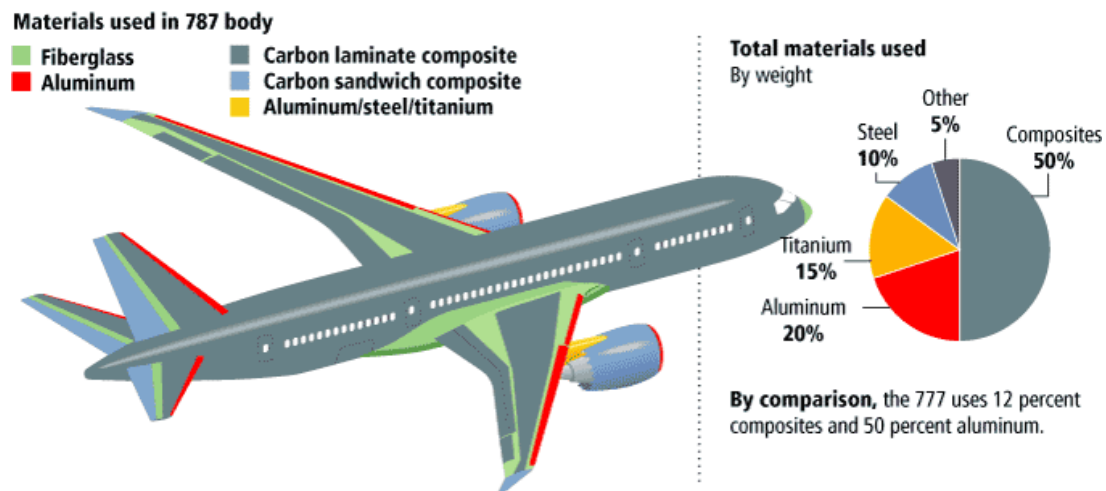 Materials used in 787 body
Fiberglass
Aluminum
Carbon laminate composite
Carbon sandwich composite
Aluminum/steel/titanium
Total materials used
By weight
Other
5%
Steel
10%
Composites
50%
Titanium
15%
Aluminum
20%
By comparison, the 777 uses 12 percent
composites and 50 percent aluminum.